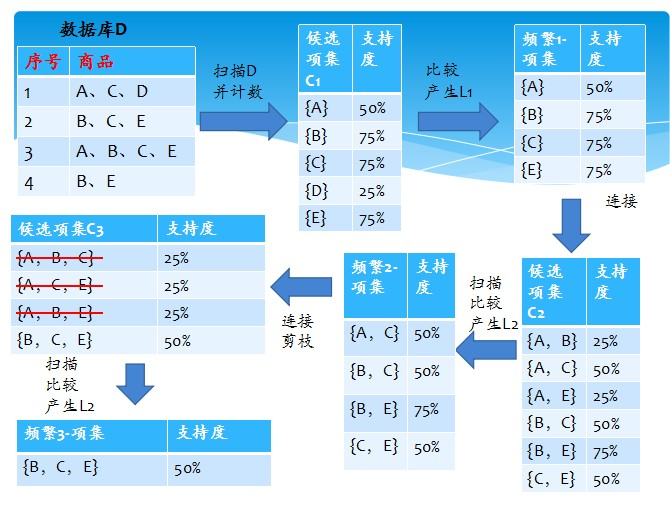 数据库D
序号 商品
1 A、C、D
2 B、C、E
3 A、B、C、E
4 B、E
扫描D
并计数
候选
项集
C1
支持
度
{A} 50%
{B} 75%
{C} 75%
{D} 25%
{E} 75%
比较
产生L1
频繁1-
项集
支持
度
{A} 50%
{B} 75%
{C} 75%
{E} 75%
连接
候选
项集
C2
支持
度
{A，B} 25%
{A，C} 50%
{A，E} 25%
{B，C} 50%
{B，E} 75%
{C，E} 50%
扫描
比较
产生L2
频繁2-
项集
支持
度
{A，C} 50%
{B，C} 50%
{B，E} 75%
{C，E} 50%
连接
剪枝
候选项集C3 支持度
{A，B，C} 25%
{A，C，E} 25%
{A，B，E} 25%
{B，C，E} 50%
扫描
比较
产生L2
频繁3-项集 支持度
{B，C，E} 50%